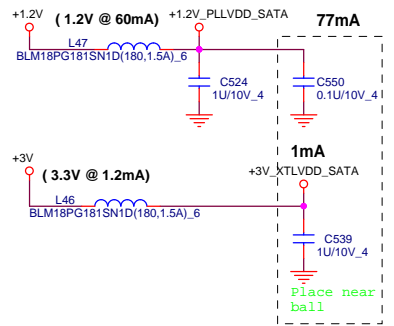 +1.2V ( 1.2V @ 60mA) +1.2V_PLLVDD_SATA 77mA
L47
BLM18PG181SN1D(180,1.5A)_6
C524 C550
1U/10V_4 0.1U/10V_4
1mA
+3V +3V_XTLVDD_SATA
( 3.3V @ 1.2mA)
L46
BLM18PG181SN1D(180,1.5A)_6
C539
1U/10V_4
Place near
ball